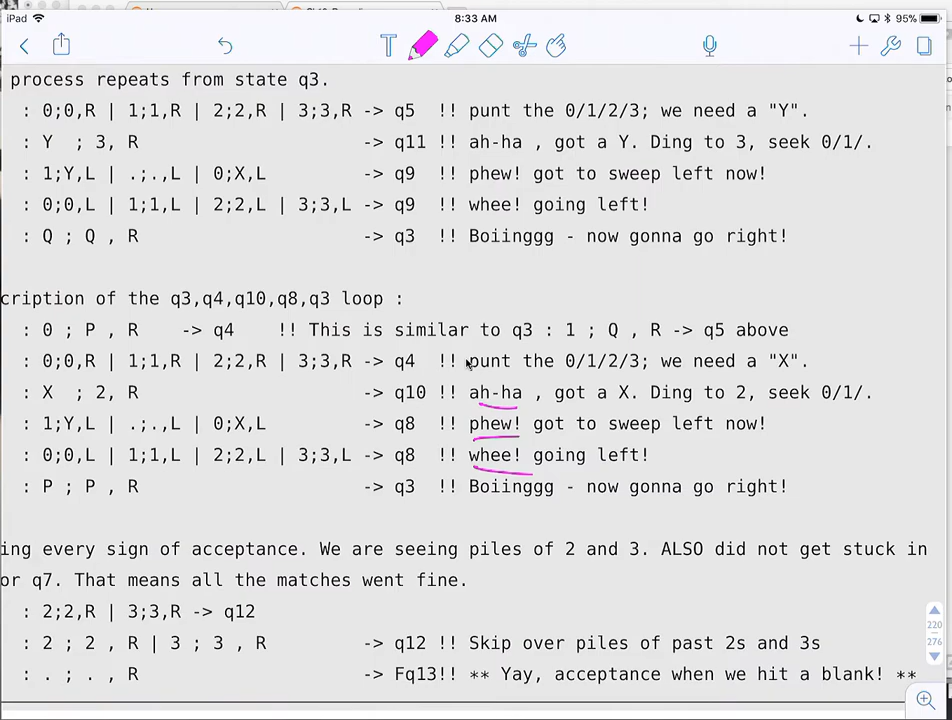 iPad 8:33 AM 95%
process repeats from state q3.
: 0;0,R | 1;1,R | 2;2,R | 3;3,R -> q5 !! punt the 0/1/2/3; we need a "Y".
: Y ; 3, R -> q11 !! ah-ha , got a Y. Ding to 3, seek 0/1/.
: 1;Y,L | .;.,L | 0;X,L -> q9 !! phew! got to sweep left now!
: 0;0,L | 1;1,L | 2;2,L | 3;3,L -> q9 !! whee! going left!
: Q ; Q , R -> q3 !! Boiinggg - now gonna go right!
cription of the q3,q4,q10,q8,q3 loop :
: 0 ; P , R -> q4 !! This is similar to q3 : 1 ; Q , R -> q5 above
: 0;0,R | 1;1,R | 2;2,R | 3;3,R -> q4 !! punt the 0/1/2/3; we need a "X".
: X ; 2, R -> q10 !! ah-ha , got a X. Ding to 2, seek 0/1/.
: 1;Y,L | .;.,L | 0;X,L -> q8 !! phew! got to sweep left now!
: 0;0,L | 1;1,L | 2;2,L | 3;3,L -> q8 !! whee! going left!
: P ; P , R -> q3 !! Boiinggg - now gonna go right!
ing every sign of acceptance. We are seeing piles of 2 and 3. ALSO did not get stuck in
or q7. That means all the matches went fine.
: 2;2,R | 3;3,R -> q12
: 2 ; 2 , R | 3 ; 3 , R -> q12 !! Skip over piles of past 2s and 3s
: . ; . , R -> Fq13!! ** Yay, acceptance when we hit a blank! **
220
276